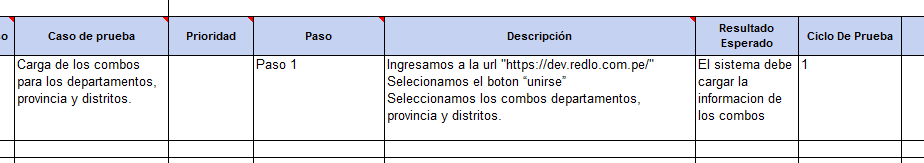 o
Caso de prueba
Prioridad
Paso
Descripción
Resultado
Esperado
Ciclo De Prueba
Carga de los combos
para los departamentos,
provincia y distritos.
Paso 1
Ingresamos a la url "https://dev.redlo.com.pe/"
Selecionamos el boton “unirse”
Seleccionamos los combos departamentos,
provincia y distritos.
El sistema debe
cargar la
informacion de
los combos
1